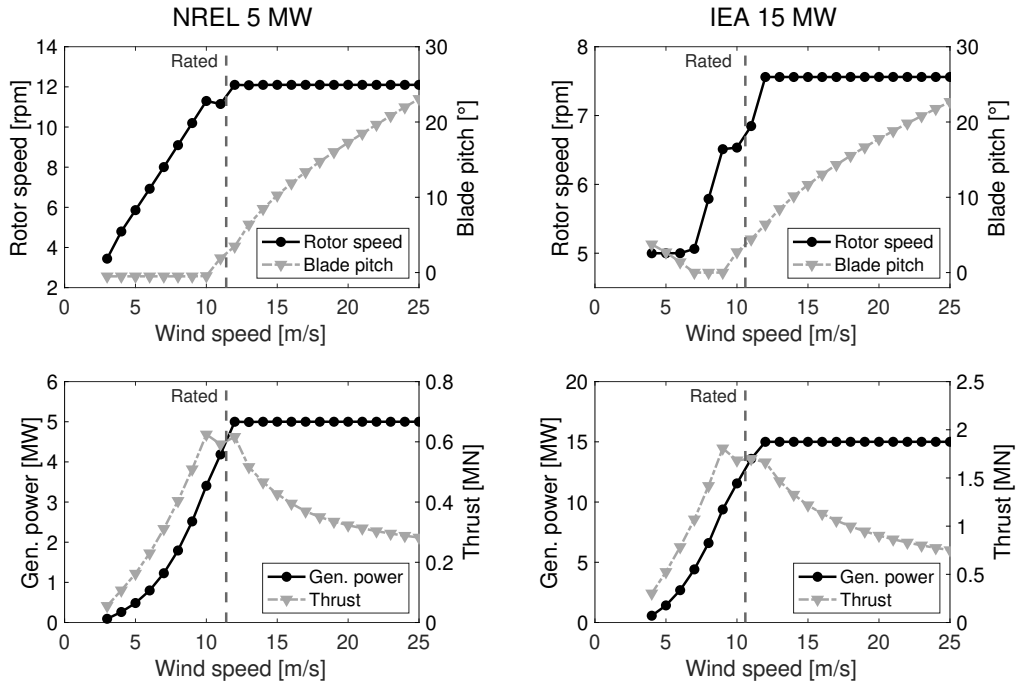 NREL 5 MW
14
12
10
8
6
4
2
Rotor speed [rpm]
Rated
30
20
10
0
Blade pitch [°]
Rotor speed
Blade pitch
0 5 10 15 20 25
Wind speed [m/s]
IEA 15 MW
8
7
6
5
Rotor speed [rpm]
Rated
30
20
10
0
Blade pitch [°]
Rotor speed
Blade pitch
0 5 10 15 20 25
Wind speed [m/s]
6
5
4
3
2
1
0
Gen. power [MW]
Rated
0.8
0.6
0.4
0.2
0
Thrust [MN]
Gen. power
Thrust
0 5 10 15 20 25
Wind speed [m/s]
20
15
10
5
0
Gen. power [MW]
Rated
2.5
2
1.5
1
0.5
0
Thrust [MN]
Gen. power
Thrust
0 5 10 15 20 25
Wind speed [m/s]